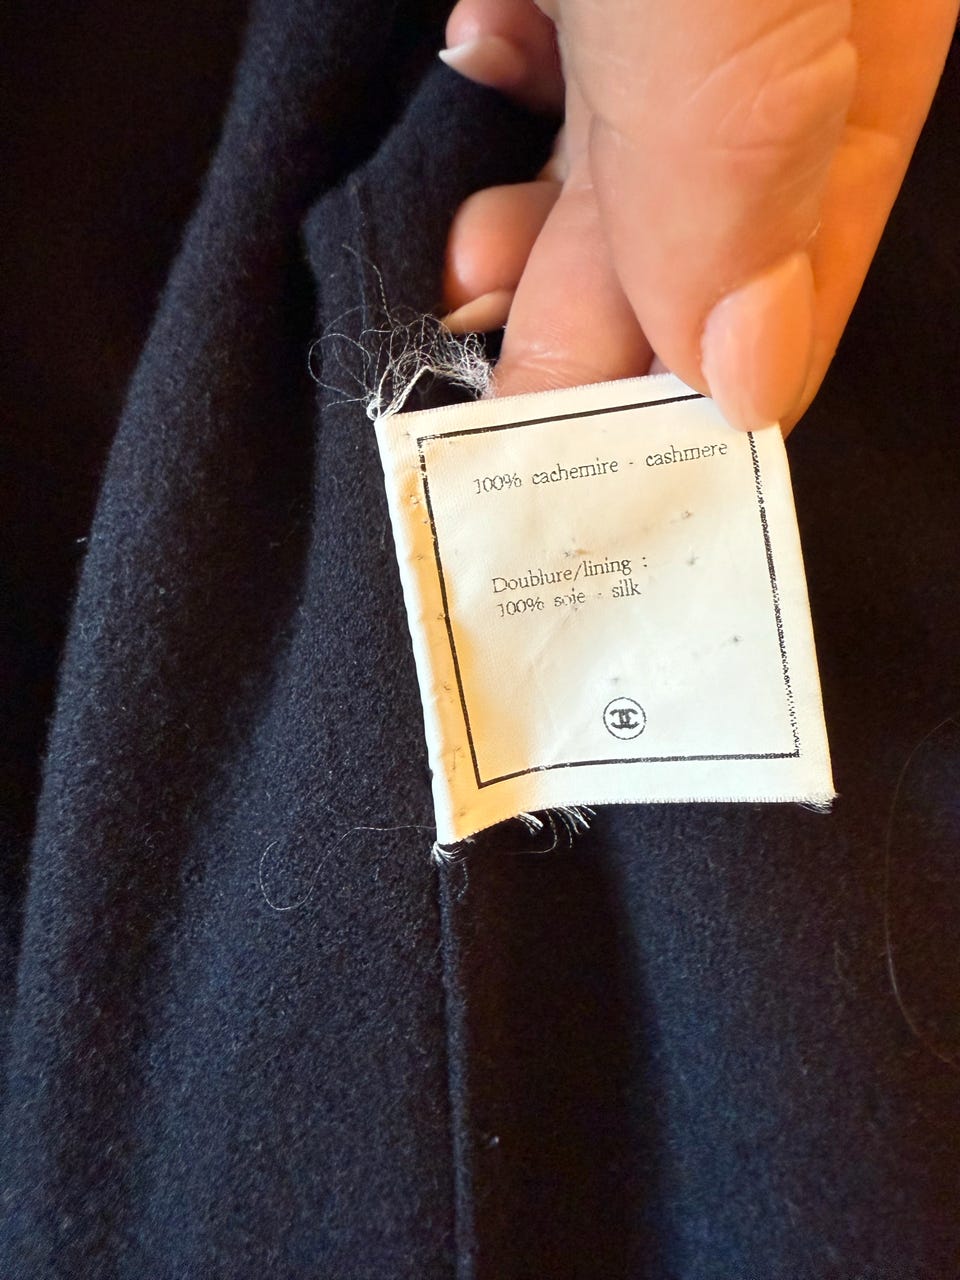 100% cachemire - cashmere
Doublure/lining :
100% soie - silk